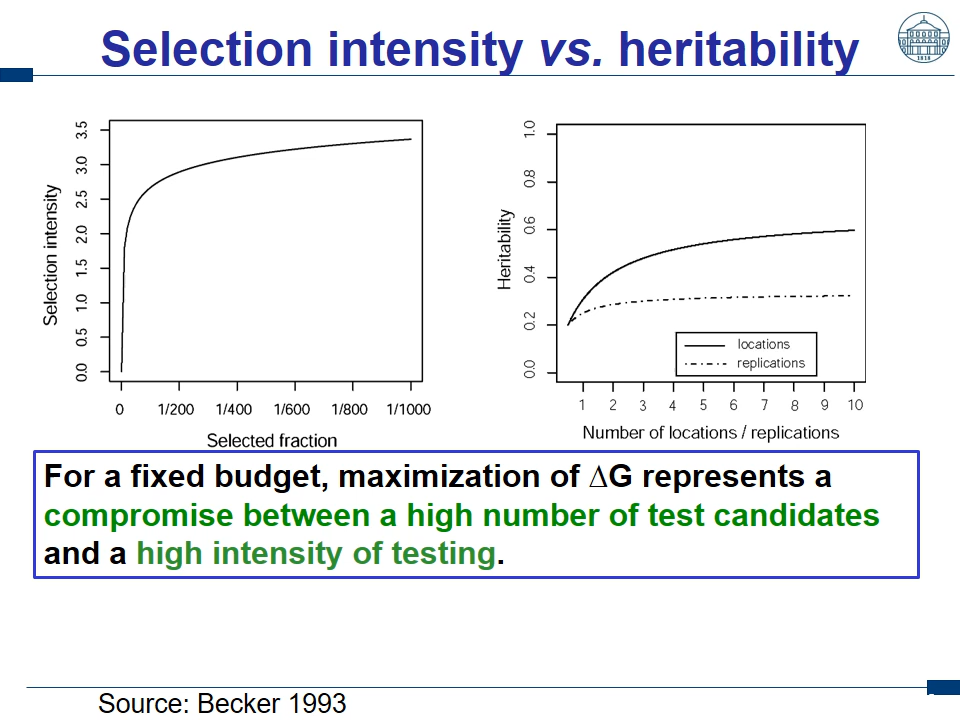 Selection intensity vs. heritability
1818
Selection intensity
0.0 0.5 1.0 1.5 2.0 2.5 3.0 3.5
0 1/200 1/400 1/600 1/800 1/1000
Selected fraction
Heritability
0.0 0.2 0.4 0.6 0.8 1.0
locations
replications
1 2 3 4 5 6 7 8 9 10
Number of locations / replications
For a fixed budget, maximization of ∆G represents a
compromise between a high number of test candidates
and a high intensity of testing.
Source: Becker 1993